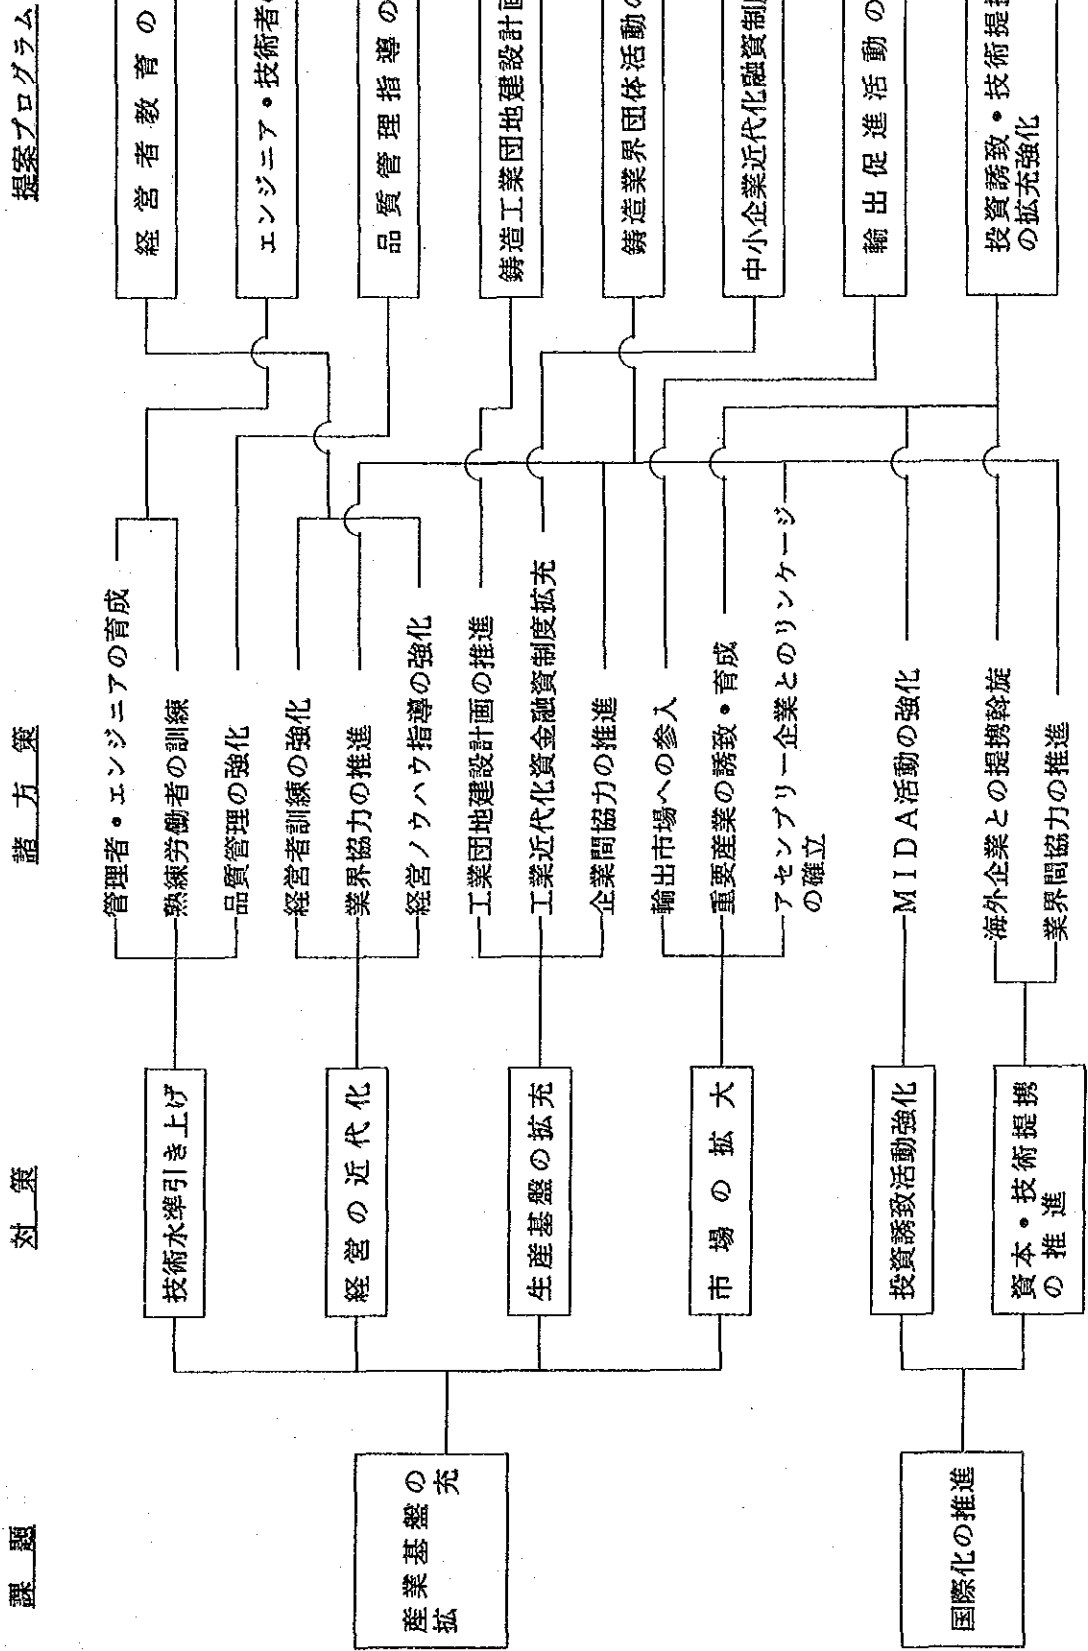 課題
対策
諸方策
提案プログラム
産業基盤の
拡充
国際化の推進
技術水準引き上げ
経営の近代化
生産基盤の拡充
市場の拡大
投資誘致活動強化
資本・技術提携
の推進
管理者・エンジニアの育成
熟練労働者の訓練
品質管理の強化
経営者訓練の強化
業界協力の推進
経営ノウハウ指導の強化
工業団地建設計画の推進
工業近代化資金融資制度拡充
企業間協力の推進
輸出市場への参入
重要産業の誘致・育成
アセンブリー企業とのリンケージ
の確立
MIDA活動の強化
海外企業との提携斡旋
業界間協力の推進
経営者教育の
エンジニア・技術者
品質管理指導の
鋳造工業団地建設計画
鋳造業界団体活動の
中小企業近代化融資制度
輸出促進活動の
投資誘致・技術提携
の拡充強化